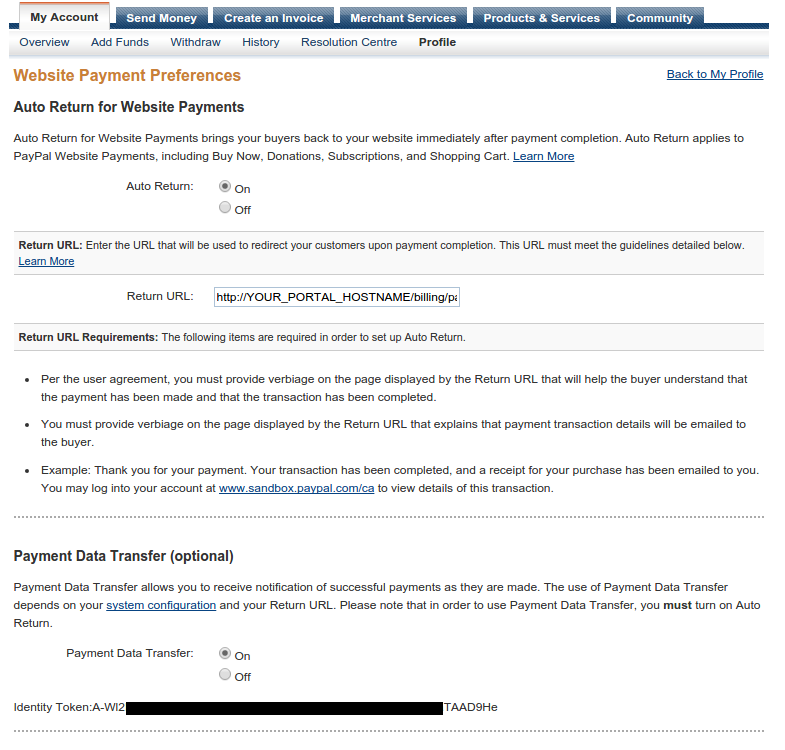 My Account Send Money Create an Invoice Merchant Services Products & Services Community
Overview Add Funds Withdraw History Resolution Centre Profile
Website Payment Preferences Back to My Profile
Auto Return for Website Payments
Auto Return for Website Payments brings your buyers back to your website immediately after payment completion. Auto Return applies to
PayPal Website Payments, including Buy Now, Donations, Subscriptions, and Shopping Cart. Learn More
Auto Return: On
Off
Return URL: Enter the URL that will be used to redirect your customers upon payment completion. This URL must meet the guidelines detailed below.
Learn More
Return URL: http://YOUR_PORTAL_HOSTNAME/billing/pa
Return URL Requirements: The following items are required in order to set up Auto Return.
• Per the user agreement, you must provide verbiage on the page displayed by the Return URL that will help the buyer understand that
the payment has been made and that the transaction has been completed.
• You must provide verbiage on the page displayed by the Return URL that explains that payment transaction details will be emailed to
the buyer.
• Example: Thank you for your payment. Your transaction has been completed, and a receipt for your purchase has been emailed to you.
You may log into your account at www.sandbox.paypal.com/ca to view details of this transaction.
Payment Data Transfer (optional)
Payment Data Transfer allows you to receive notification of successful payments as they are made. The use of Payment Data Transfer
depends on your system configuration and your Return URL. Please note that in order to use Payment Data Transfer, you must turn on Auto
Return.
Payment Data Transfer: On
Off
Identity Token:A-WI2 TAAD9He